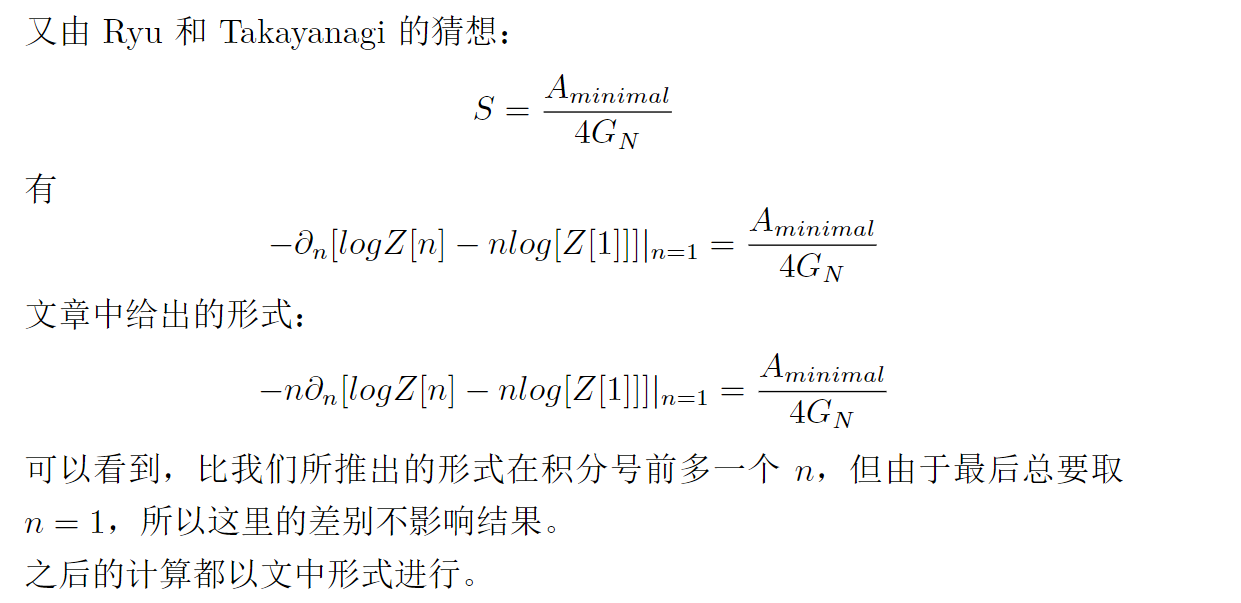 又由 Ryu 和 Takayanagi 的猜想：
S = \frac{A_{minimal}}{4G_N}
有
-\partial_n[logZ[n] - nlog[Z[1]]]|_{n=1} = \frac{A_{minimal}}{4G_N}
文章中给出的形式：
-n\partial_n[logZ[n] - nlog[Z[1]]]|_{n=1} = \frac{A_{minimal}}{4G_N}
可以看到，比我们所推出的形式在积分号前多一个 n，但由于最后总要取
n = 1，所以这里的差别不影响结果。
之后的计算都以文中形式进行。